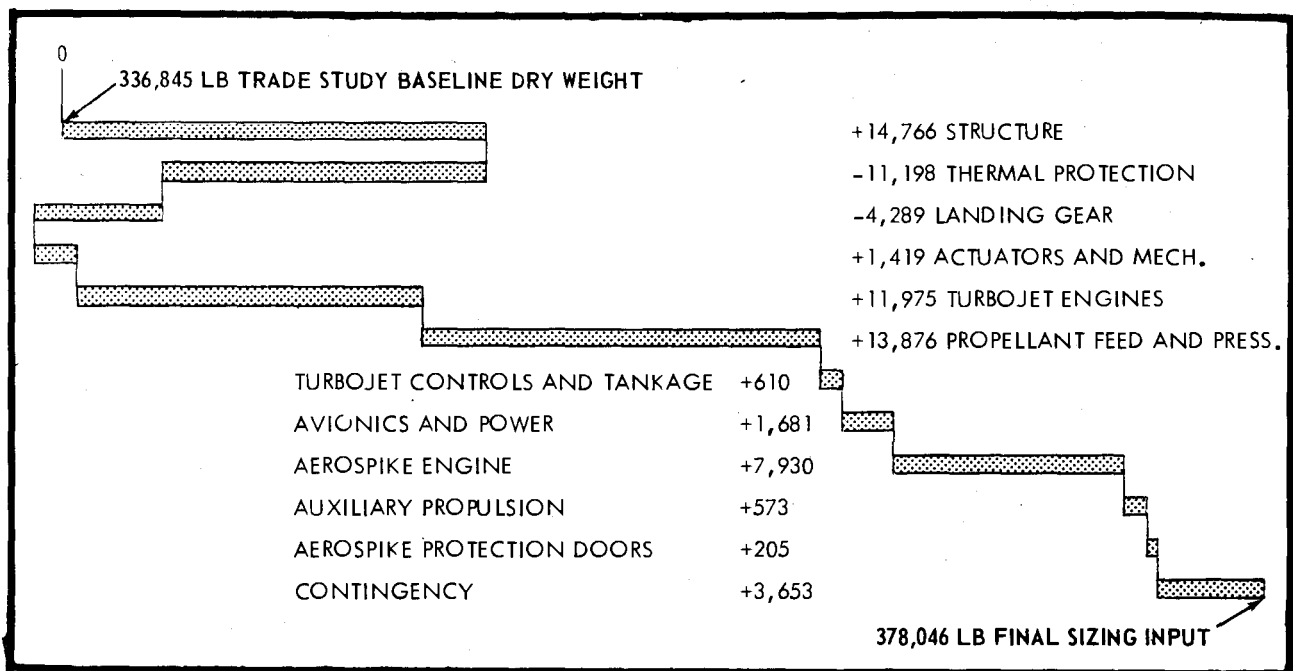 0
336,845 LB TRADE STUDY BASELINE DRY WEIGHT
+14,766 STRUCTURE
-11,198 THERMAL PROTECTION
-4,289 LANDING GEAR
+1,419 ACTUATORS AND MECH.
+11,975 TURBOJET ENGINES
+13,876 PROPELLANT FEED AND PRESS.
TURBOJET CONTROLS AND TANKAGE +610
AVIONICS AND POWER +1,681
AEROSPIKE ENGINE +7,930
AUXILIARY PROPULSION +573
AEROSPIKE PROTECTION DOORS +205
CONTINGENCY +3,653
378,046 LB FINAL SIZING INPUT